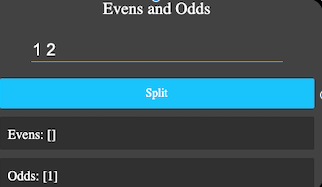 Evens and Odds
1 2
Split
Evens: []
Odds: [1]